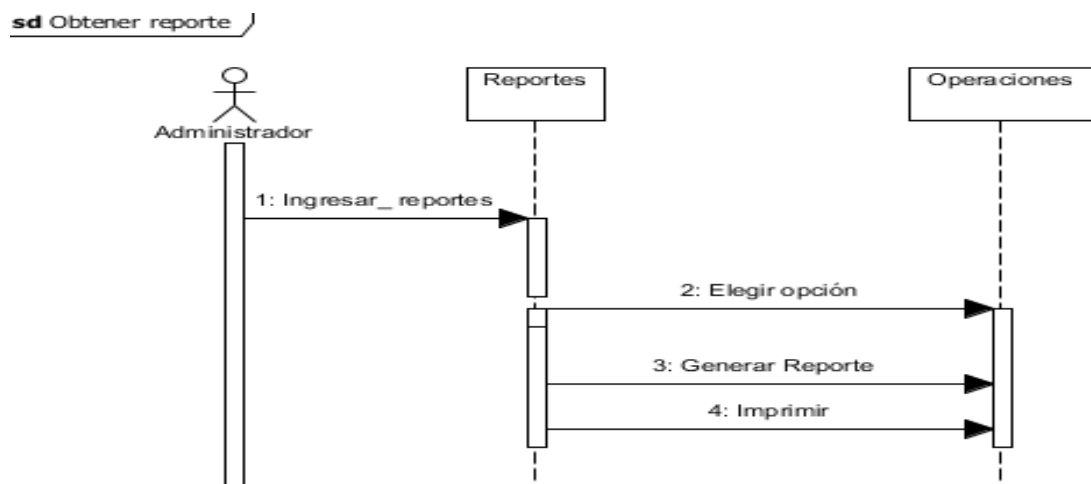 sd Obtener reporte
Reportes
Operaciones
Administrador
1: Ingresar_ reportes
2: Elegir opción
3: Generar Reporte
4: Imprimir